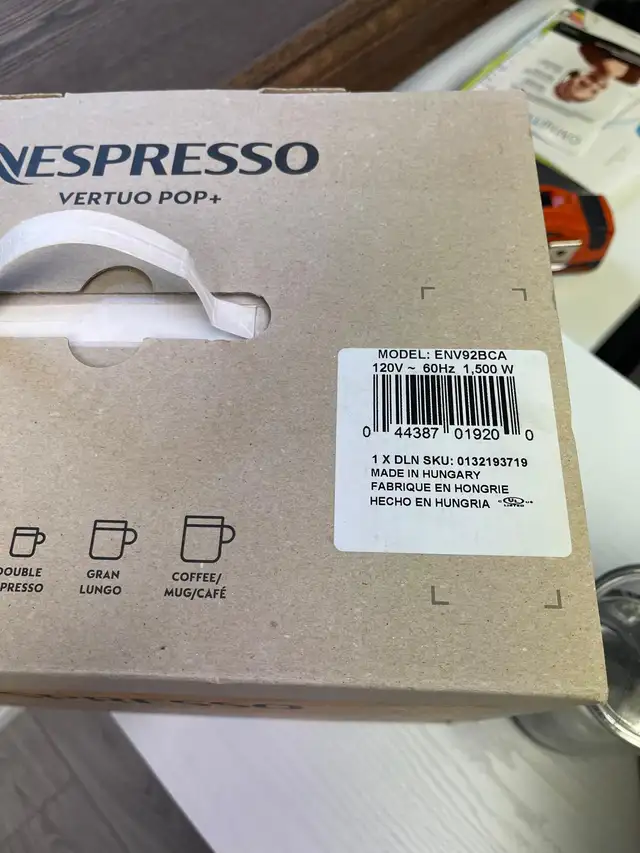 NESPRESSO
VERTUO POP+
MODEL: ENV92BCA
120V ~ 60Hz 1,500 W
0 44387 01920 0
1 X DLN SKU: 0132193719
MADE IN HUNGARY
FABRIQUE EN HONGRIE
HECHO EN HUNGRIA
DOUBLE
PRESSO
GRAN
LUNGO
COFFEE/
MUG/CAFÉ